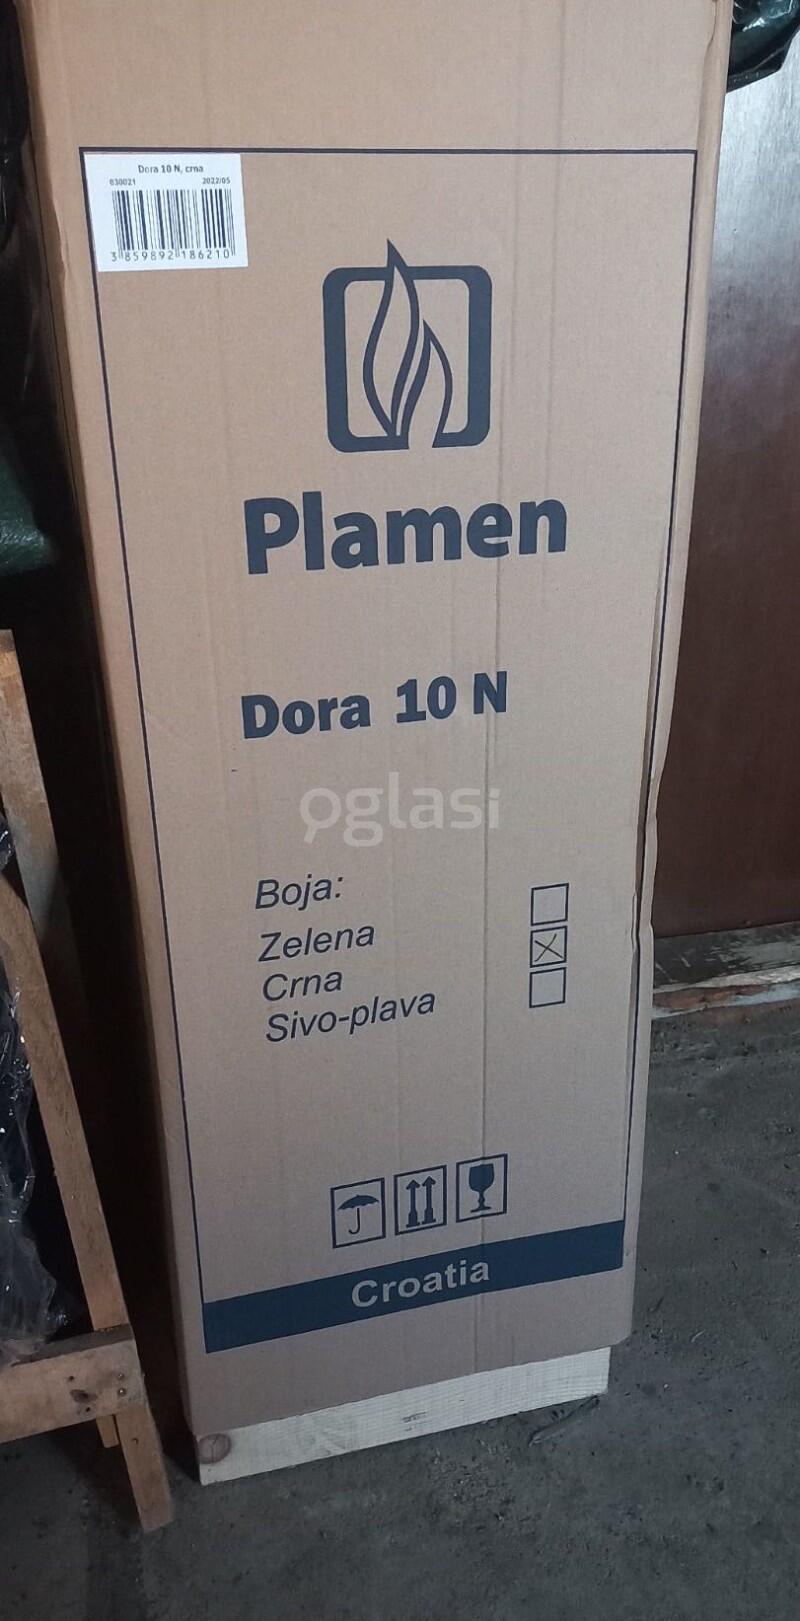 Dora 10 N, crna
030021 2022/05
3 859892 186210
Plamen
Dora 10 N
oglasi
Boja:
Zelena
Crna
Sivo-plava
Croatia